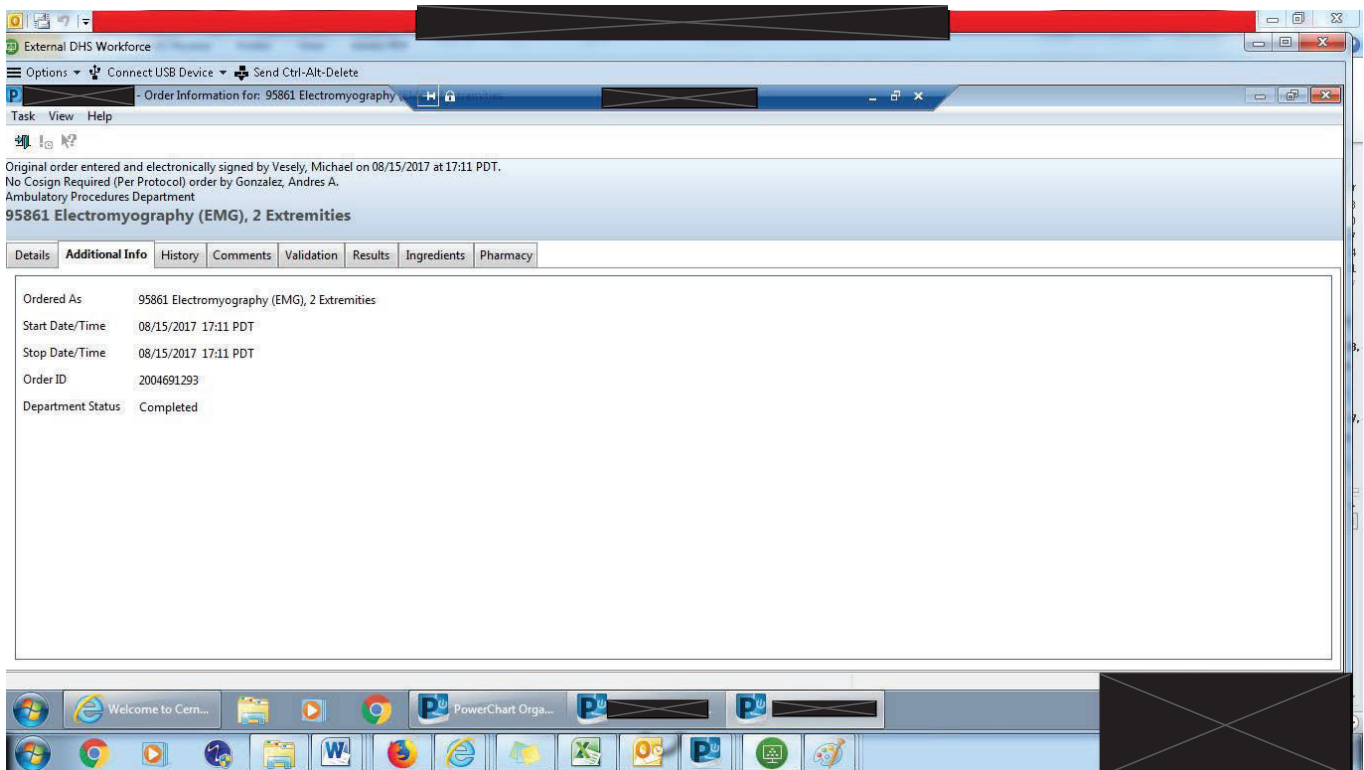 External DHS Workforce
Options Connect USB Device Send Ctrl-Alt-Delete
- Order Information for: 95861 Electromyography
Task View Help
Original order entered and electronically signed by Vesely, Michael on 08/15/2017 at 17:11 PDT.
No Cosign Required (Per Protocol) order by Gonzalez, Andres A.
Ambulatory Procedures Department
95861 Electromyography (EMG), 2 Extremities
Details Additional Info History Comments Validation Results Ingredients Pharmacy
Ordered As 95861 Electromyography (EMG), 2 Extremities
Start Date/Time 08/15/2017 17:11 PDT
Stop Date/Time 08/15/2017 17:11 PDT
Order ID 2004691293
Department Status Completed
Welcome to Cern... PowerChart Orga...